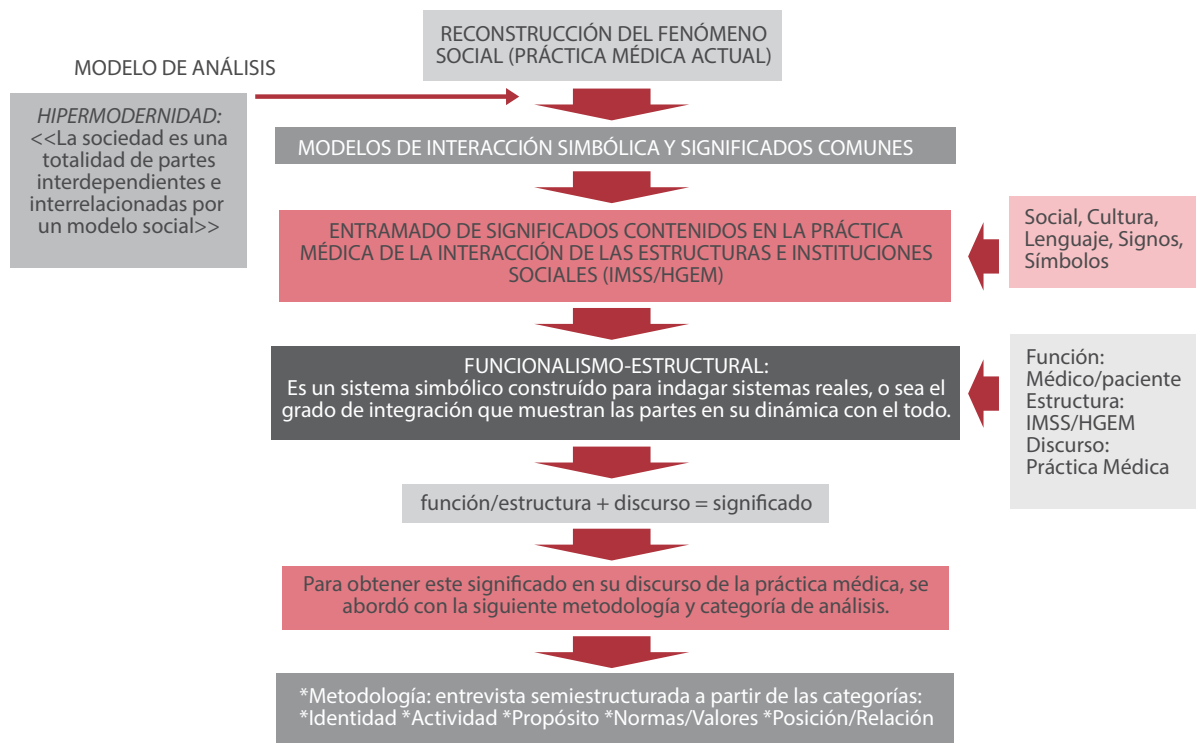 RECONSTRUCCIÓN DEL FENÓMENO
SOCIAL (PRÁCTICA MÉDICA ACTUAL)
MODELO DE ANÁLISIS
HIPERMODERNIDAD:
<<La sociedad es una
totalidad de partes
interdependientes e
interrelacionadas por
un modelo social>>
MODELOS DE INTERACCIÓN SIMBÓLICA Y SIGNIFICADOS COMUNES
ENTRAMADO DE SIGNIFICADOS CONTENIDOS EN LA PRÁCTICA
MÉDICA DE LA INTERACCIÓN DE LAS ESTRUCTURAS E INSTITUCIONES
SOCIALES (IMSS/HGEM)
Social, Cultura,
Lenguaje, Signos,
Símbolos
FUNCIONALISMO-ESTRUCTURAL:
Es un sistema simbólico construído para indagar sistemas reales, o sea el
grado de integración que muestran las partes en su dinámica con el todo.
Función:
Médico/paciente
Estructura:
IMSS/HGEM
Discurso:
Práctica Médica
función/estructura + discurso = significado
Para obtener este significado en su discurso de la práctica médica, se
abordó con la siguiente metodología y categoría de análisis.
*Metodología: entrevista semiestructurada a partir de las categorías:
*Identidad *Actividad *Propósito *Normas/Valores *Posición/Relación